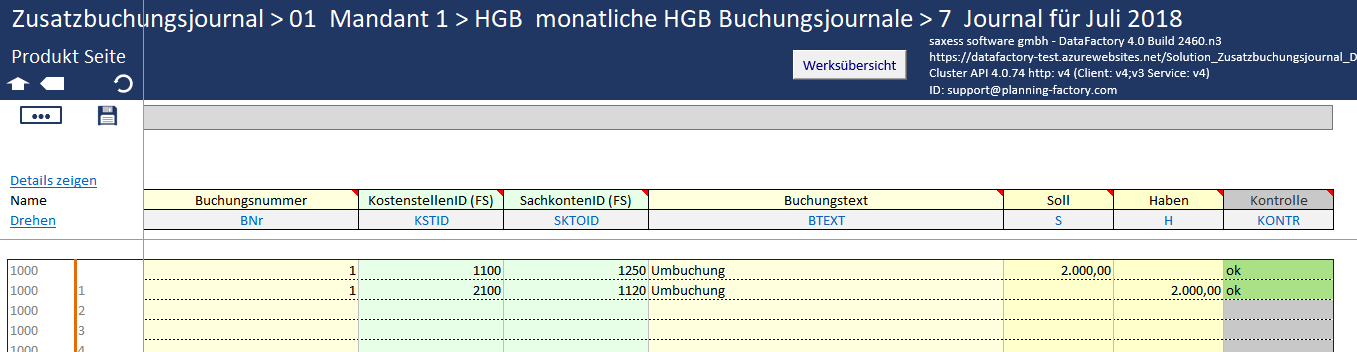 Zusatzbuchungsjournal > 01 Mandant 1 > HGB monatliche HGB Buchungsjournale > 7 Journal für Juli 2018
saxess software gmbh - DataFactory 4.0 Build 2460.n3
Produkt Seite
Werksübersicht
https://datafactory-test.azurewebsites.net/Solution_Zusatzbuchungsjournal_D
Cluster API 4.0.74 http: v4 (Client: v4;v3 Service: v4)
ID: support@planning-factory.com
Details zeigen
Name Buchungsnummer KostenstellenID (FS) SachkontenID (FS) Buchungstext Soll Haben Kontrolle
Drehen BNr KSTID SKTOID BTEXT S H KONTR
1000 1 1100 1250 Umbuchung 2.000,00 ok
1000 1 1 2100 1120 Umbuchung 2.000,00 ok
1000 2
1000 3
1000 4